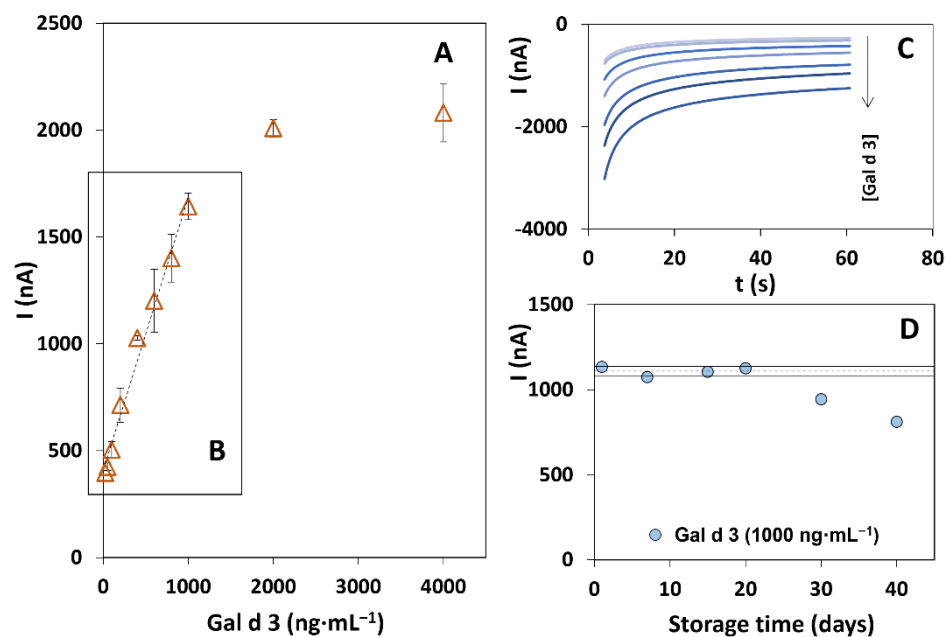 A
I (nA)
2500
2000
1500
1000
500
0
B
0
1000
2000
3000
4000
Gal d 3 (ng·mL⁻¹)
C
I (nA)
0
-2000
-4000
[Gal d 3]
0
20
40
60
80
t (s)
D
I (nA)
1500
1000
500
0
Gal d 3 (1000 ng·mL⁻¹)
0
10
20
30
40
Storage time (days)